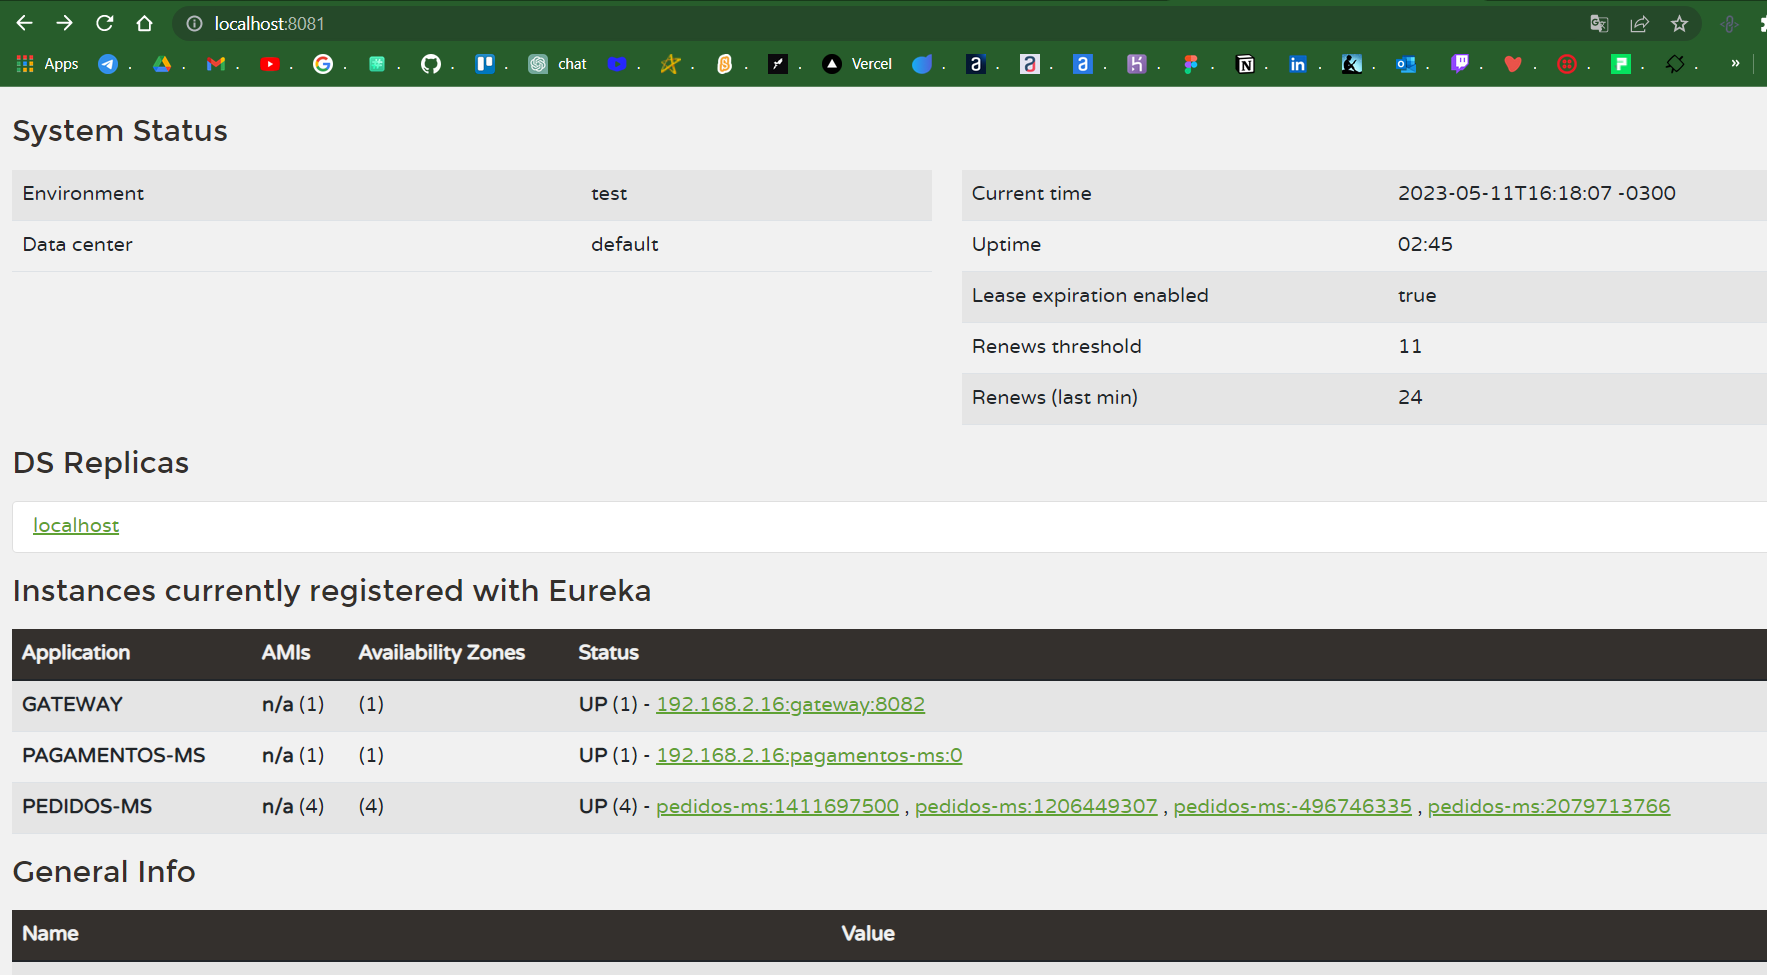 localhost:8081
Apps . . . . . . . . . chat . . . . Vercel . . . . . . . . . . . . . . . »
System Status
Environment test Current time 2023-05-11T16:18:07 -0300
Data center default Uptime 02:45
Lease expiration enabled true
Renews threshold 11
Renews (last min) 24
DS Replicas
localhost
Instances currently registered with Eureka
Application AMIs Availability Zones Status
GATEWAY n/a (1) (1) UP (1) - 192.168.2.16:gateway:8082
PAGAMENTOS-MS n/a (1) (1) UP (1) - 192.168.2.16:pagamentos-ms:0
PEDIDOS-MS n/a (4) (4) UP (4) - pedidos-ms:1411697500 , pedidos-ms:1206449307 , pedidos-ms:-496746335 , pedidos-ms:2079713766
General Info
Name Value